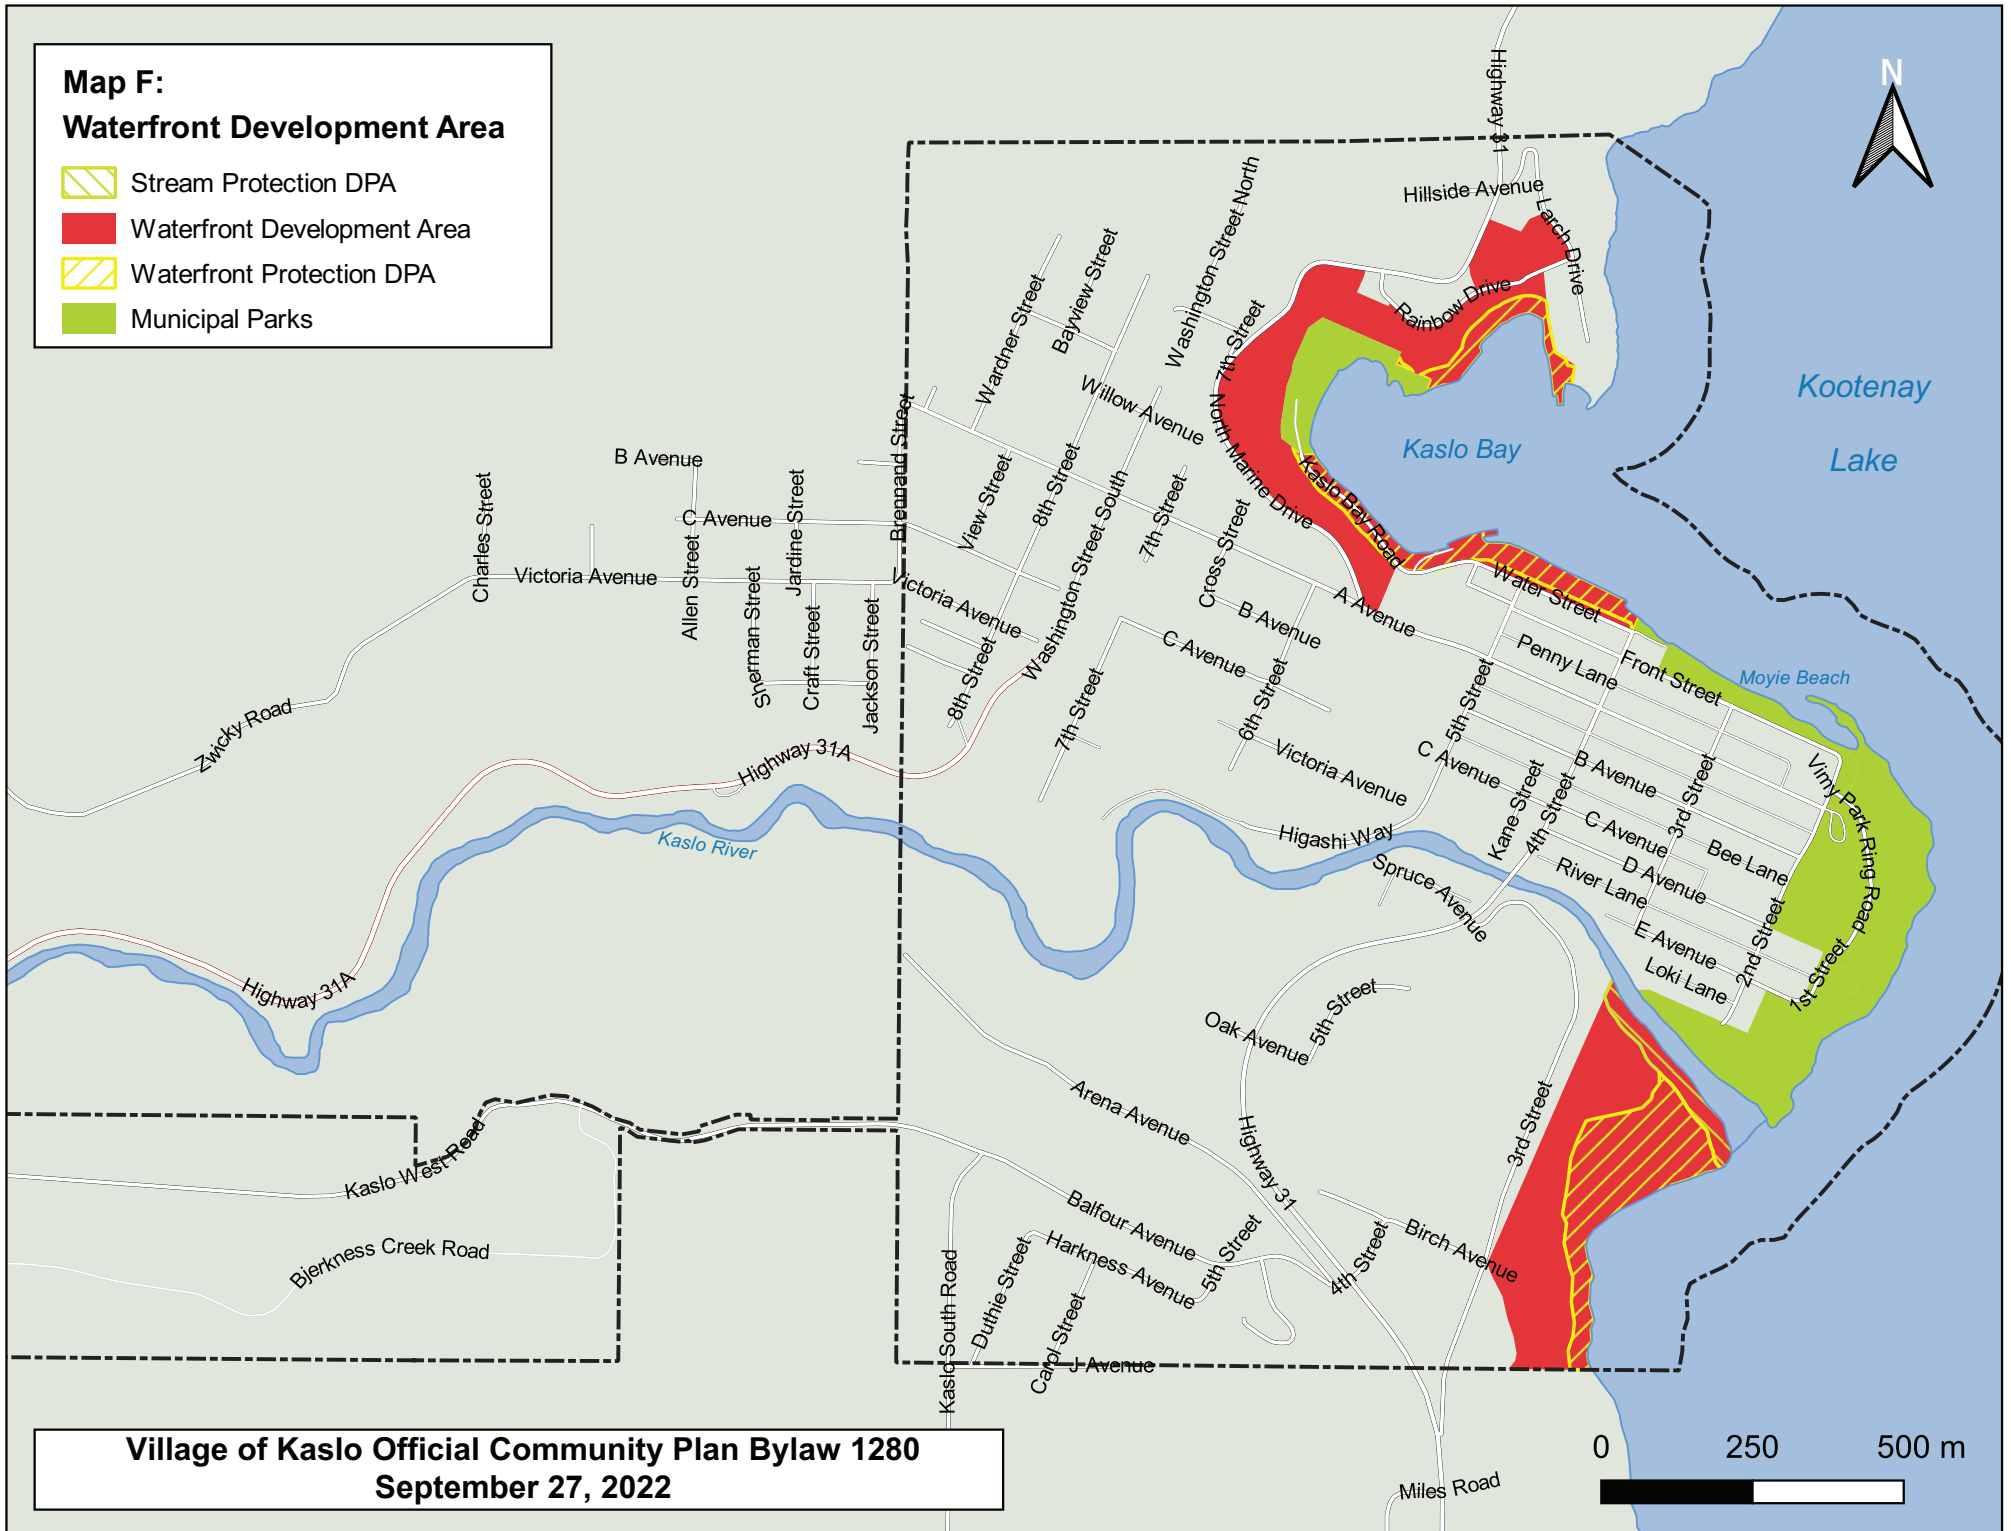 Map F:
Waterfront Development Area
Stream Protection DPA
Waterfront Development Area
Waterfront Protection DPA
Municipal Parks
N
Highway 31
Hillside Avenue
Larch Drive
Rainbow Drive
Washington Street North
Bayview Street
Wardner Street
7th Street
Willow Avenue
North Marine Drive
Kaslo Bay Road
Kaslo Bay
Kootenay
Lake
Brennand Street
B Avenue
Charles Street
C Avenue
Jardine Street
Allen Street
Victoria Avenue
Sherman Street
Craft Street
Jackson Street
View Street
8th Street
Washington Street South
7th Street
Cross Street
Victoria Avenue
8th Street
B Avenue
C Avenue
A Avenue
7th Street
6th Street
Victoria Avenue
5th Street
Water Street
Penny Lane
Front Street
Moyie Beach
C Avenue
B Avenue
Kane Street
4th Street
3rd Street
C Avenue
Bee Lane
D Avenue
River Lane
E Avenue
Loki Lane
2nd Street
1st Street
Vimy Park Ring Road
Zwicky Road
Highway 31A
Kaslo River
Higashi Way
Spruce Avenue
Highway 31A
5th Street
Oak Avenue
Arena Avenue
Highway 31
3rd Street
Kaslo West Road
Bjerkness Creek Road
Balfour Avenue
Harkness Avenue
5th Street
4th Street
Birch Avenue
Duthie Street
Carol Street
Kaslo South Road
J Avenue
Miles Road
Village of Kaslo Official Community Plan Bylaw 1280
September 27, 2022
0 250 500 m